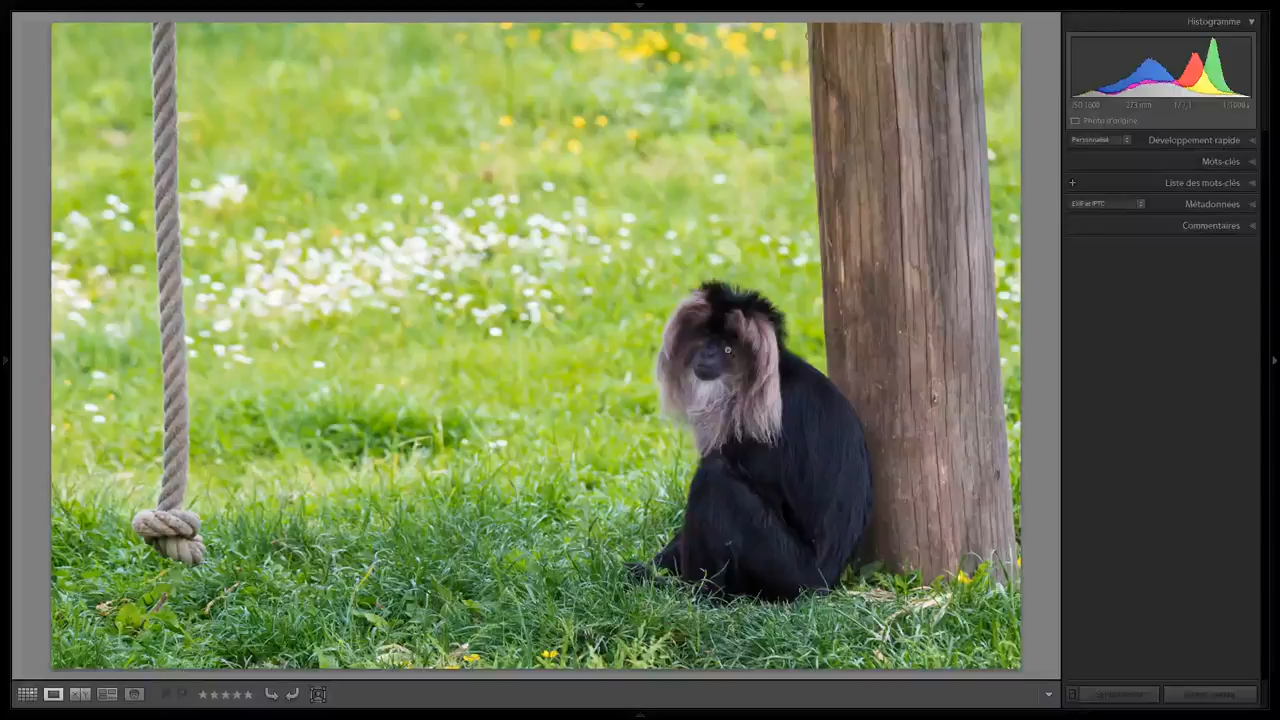 Histogramme
ISO 1600 273 mm f / 7,1 1/1000 s
Photo d'origine
Personnalisé Développement rapide
Mots-clés
+ Liste des mots-clés
EXIF et IPTC Métadonnées
Commentaires
X Y